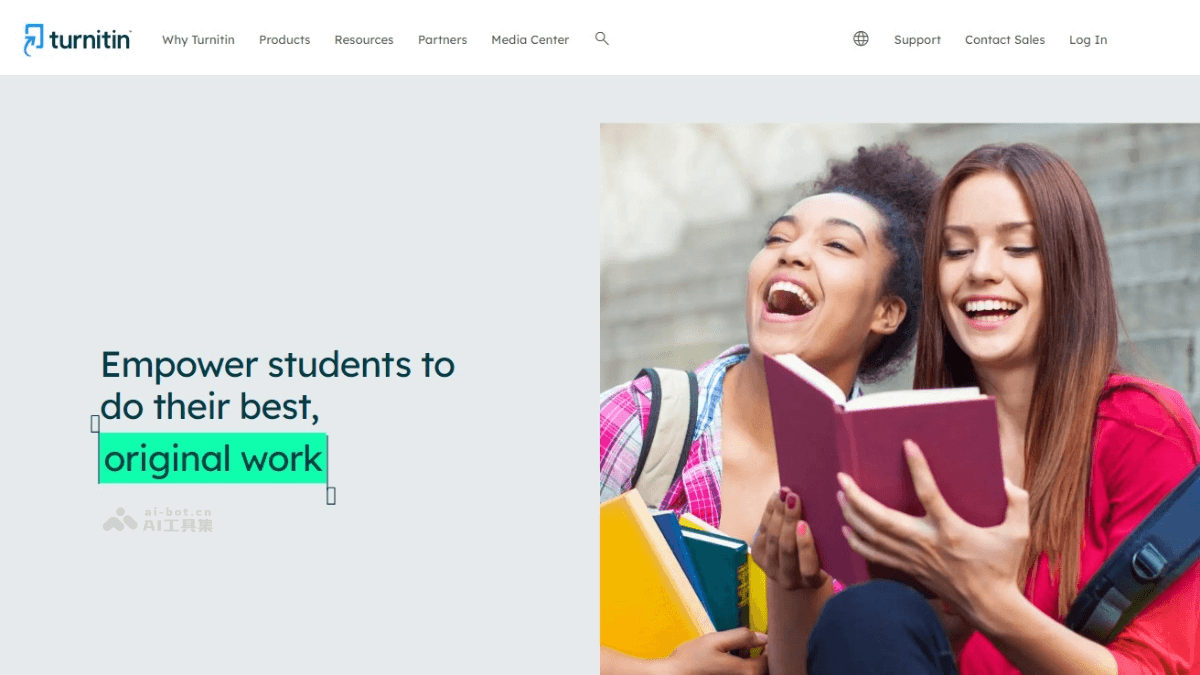 turnitin
Why Turnitin
Products
Resources
Partners
Media Center
Support
Contact Sales
Log In
Empower students to
do their best,
original work
ai-bot.cn
AI工具集